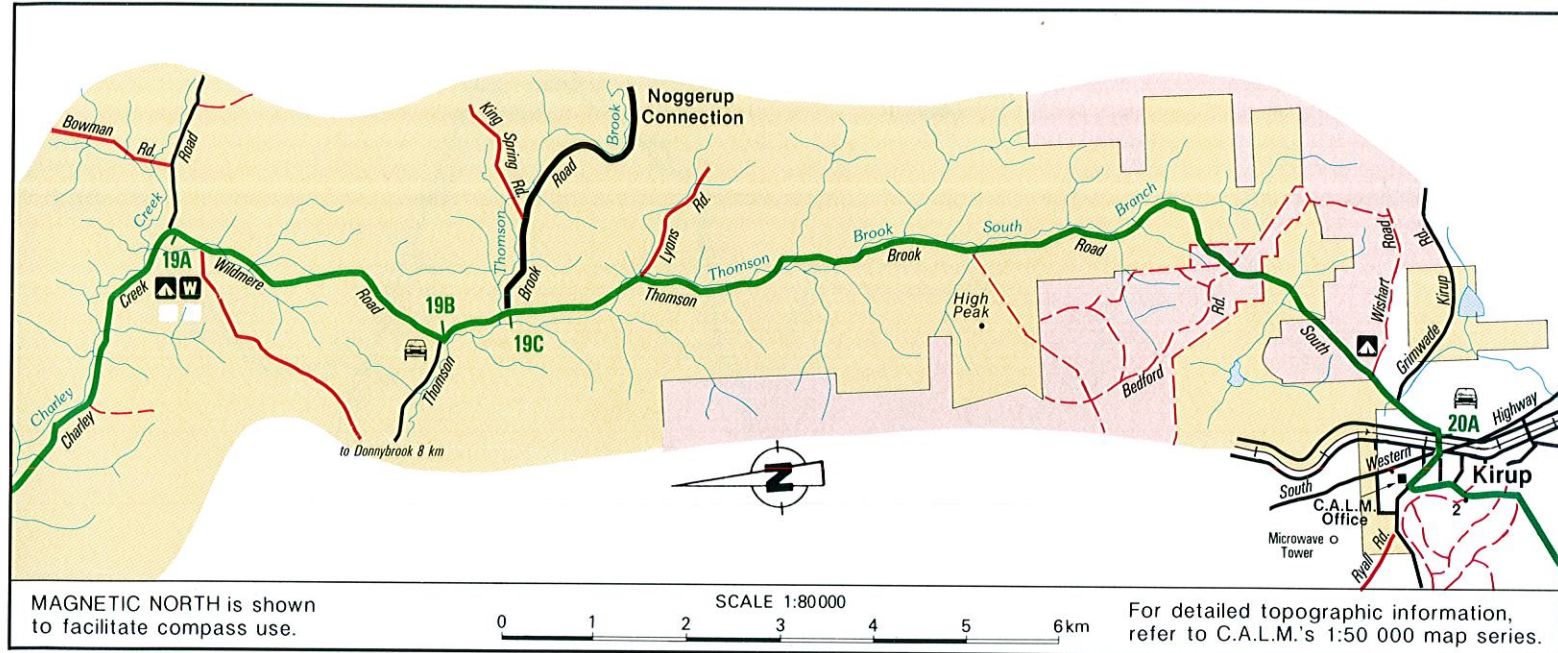 Bowman
Rd.
Road
Creek
19A
W
Creek
Charley
Charley
Wildmere
Road
19B
Thomson
to Donnybrook 8 km
King
Spring
Rd.
Thomson
Brook
Road
Brook
Noggerup
Connection
19C
Lyons
Rd.
Thomson
Thomson
Brook
Brook
South
Road
Branch
High
Peak
Bedford
Rd.
South
Wishart
Road
Grimwade
Kirup
Rd.
20A
South
Western
Highway
Kirup
2
C.A.L.M.
Office
Microwave
Tower
Ryall
Rd.
N
MAGNETIC NORTH is shown
to facilitate compass use.
SCALE 1:80000
0 1 2 3 4 5 6 km
For detailed topographic information,
refer to C.A.L.M.'s 1:50 000 map series.